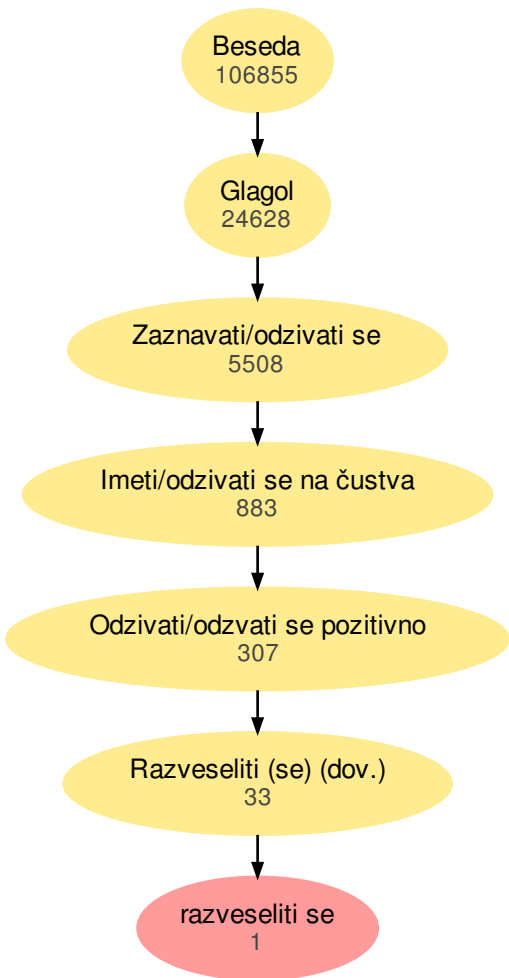 Beseda
106855
Glagol
24628
Zaznavati/odzivati se
5508
Imeti/odzivati se na čustva
883
Odzivati/odzvati se pozitivno
307
Razveseliti (se) (dov.)
33
razveseliti se
1